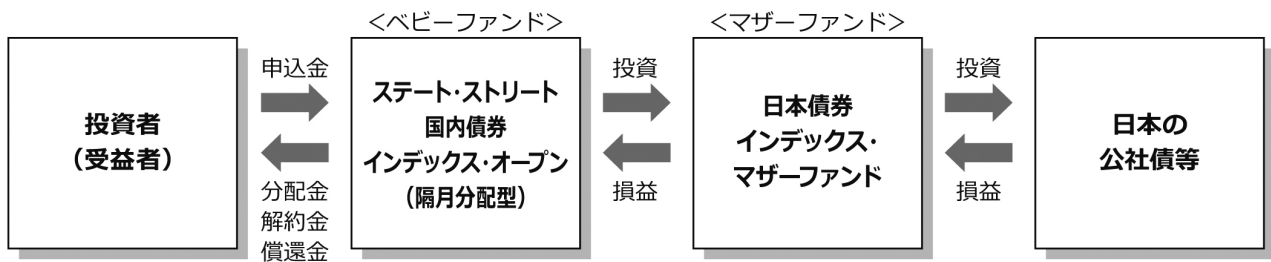 <ベビーファンド>
<マザーファンド>
投資者
（受益者）
申込金
分配金
解約金
償還金
ステート・ストリート
国内債券
インデックス・オープン
（隔月分配型）
投資
損益
日本債券
インデックス・
マザーファンド
投資
損益
日本の
公社債等